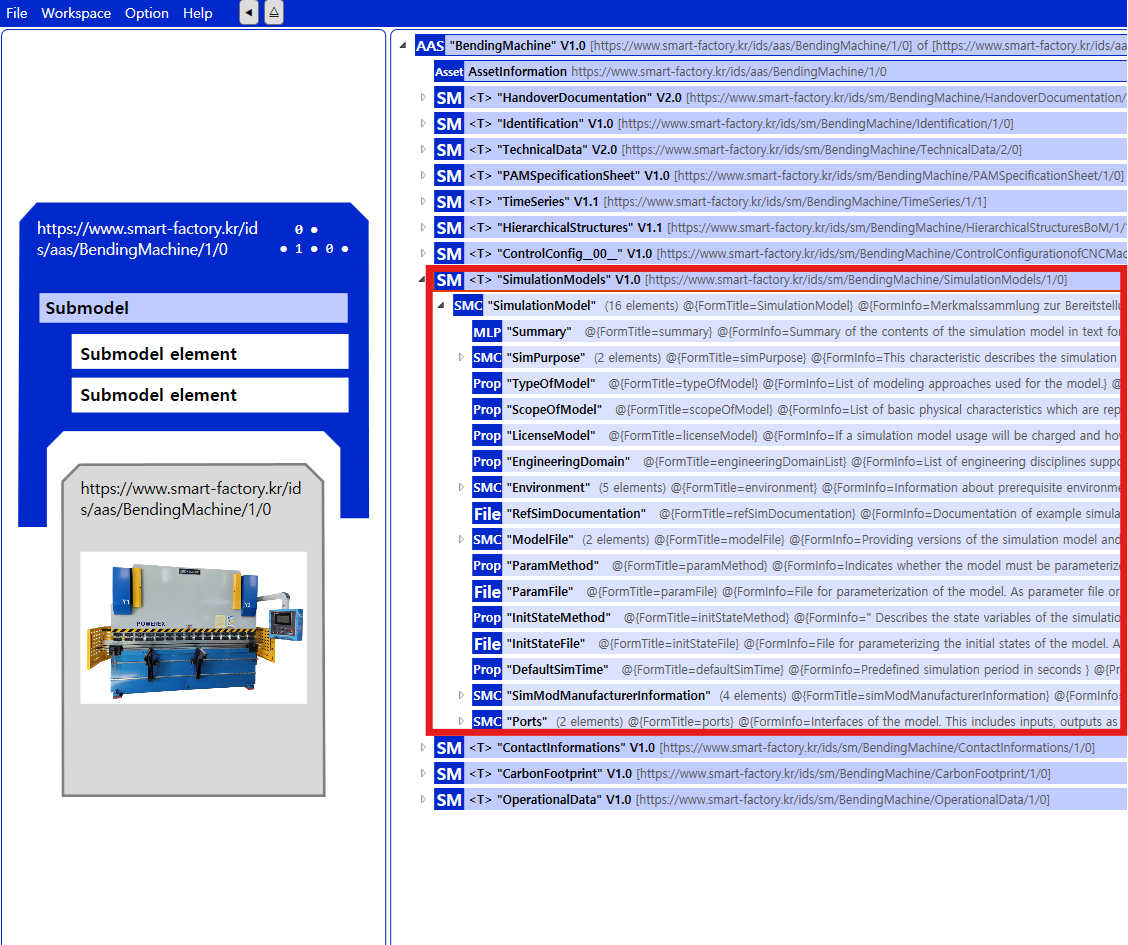 File Workspace Option Help
https://www.smart-factory.kr/id
s/aas/BendingMachine/1/0
0
1 0
Submodel
Submodel element
Submodel element
https://www.smart-factory.kr/id
s/aas/BendingMachine/1/0
Y1
Y2
POWEREX
AAS "BendingMachine" V1.0 [https://www.smart-factory.kr/ids/aas/BendingMachine/1/0] of [https://www.smart-factory.kr/ids/aa
Asset AssetInformation https://www.smart-factory.kr/ids/aas/BendingMachine/1/0
SM <T> "HandoverDocumentation" V2.0 [https://www.smart-factory.kr/ids/sm/BendingMachine/HandoverDocumentation/
SM <T> "Identification" V1.0 [https://www.smart-factory.kr/ids/sm/BendingMachine/Identification/1/0]
SM <T> "TechnicalData" V2.0 [https://www.smart-factory.kr/ids/sm/BendingMachine/TechnicalData/2/0]
SM <T> "PAMSpecificationSheet" V1.0 [https://www.smart-factory.kr/ids/sm/BendingMachine/PAMSpecificationSheet/1/0]
SM <T> "TimeSeries" V1.1 [https://www.smart-factory.kr/ids/sm/BendingMachine/TimeSeries/1/1]
SM <T> "HierarchicalStructures" V1.1 [https://www.smart-factory.kr/ids/sm/BendingMachine/HierarchicalStructuresBoM/1/1
SM <T> "ControlConfig__00__" V1.0 [https://www.smart-factory.kr/ids/sm/BendingMachine/ControlConfigurationofCNCMac
SM <T> "SimulationModels" V1.0 [https://www.smart-factory.kr/ids/sm/BendingMachine/SimulationModels/1/0]
SMC "SimulationModel" (16 elements) @{FormTitle=SimulationModel} @{FormInfo=Merkmalssammlung zur Bereitstellu
MLP "Summary" @{FormTitle=summary} @{FormInfo=Summary of the contents of the simulation model in text for
SMC "SimPurpose" (2 elements) @{FormTitle=simPurpose} @{FormInfo=This characteristic describes the simulation
Prop "TypeOfModel" @{FormTitle=typeOfModel} @{FormInfo=List of modeling approaches used for the model.} @
Prop "ScopeOfModel" @{FormTitle=scopeOfModel} @{FormInfo=List of basic physical characteristics which are rep
Prop "LicenseModel" @{FormTitle=licenseModel} @{FormInfo=If a simulation model usage will be charged and how
Prop "EngineeringDomain" @{FormTitle=engineeringDomainList} @{FormInfo=List of engineering disciplines suppo
SMC "Environment" (5 elements) @{FormTitle=environment} @{FormInfo=Information about prerequisite environme
File "RefSimDocumentation" @{FormTitle=refSimDocumentation} @{FormInfo=Documentation of example simula
SMC "ModelFile" (2 elements) @{FormTitle=modelFile} @{FormInfo=Providing versions of the simulation model and
Prop "ParamMethod" @{FormTitle=paramMethod} @{FormInfo=Indicates whether the model must be parameterize
File "ParamFile" @{FormTitle=paramFile} @{FormInfo=File for parameterization of the model. As parameter file or
Prop "InitStateMethod" @{FormTitle=initStateMethod} @{FormInfo=" Describes the state variables of the simulatio
File "InitStateFile" @{FormTitle=initStateFile} @{FormInfo=File for parameterizing the initial states of the model. A
Prop "DefaultSimTime" @{FormTitle=defaultSimTime} @{FormInfo=Predefined simulation period in seconds } @{Pr
SMC "SimModManufacturerInformation" (4 elements) @{FormTitle=simModManufacturerInformation} @{FormInfo
SMC "Ports" (2 elements) @{FormTitle=ports} @{FormInfo=Interfaces of the model. This includes inputs, outputs as
SM <T> "ContactInformations" V1.0 [https://www.smart-factory.kr/ids/sm/BendingMachine/ContactInformations/1/0]
SM <T> "CarbonFootprint" V1.0 [https://www.smart-factory.kr/ids/sm/BendingMachine/CarbonFootprint/1/0]
SM <T> "OperationalData" V1.0 [https://www.smart-factory.kr/ids/sm/BendingMachine/OperationalData/1/0]